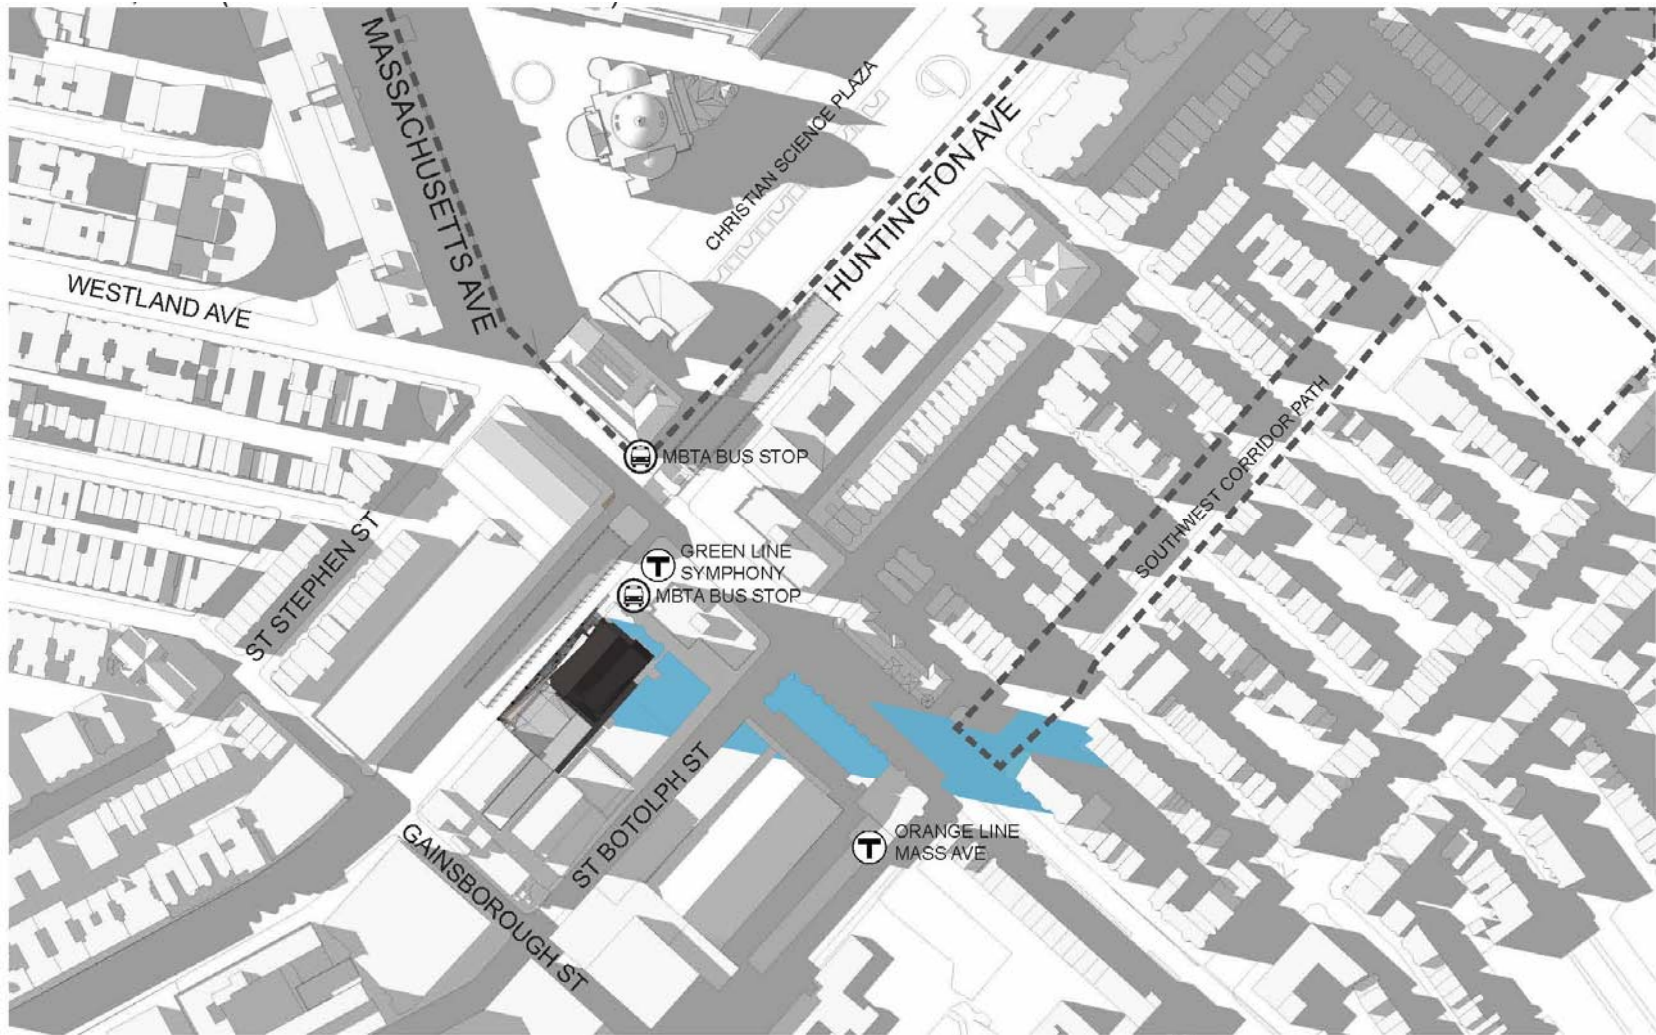 MASSACHUSETTS AVE
CHRISTIAN SCIENCE PLAZA
HUNTINGTON AVE
WESTLAND AVE
MBTA BUS STOP
SOUTHWEST CORRIDOR PATH
ST STEPHEN ST
T GREEN LINE
SYMPHONY
MBTA BUS STOP
ST BOTOLPH ST
GAINSBOROUGH ST
T ORANGE LINE
MASS AVE